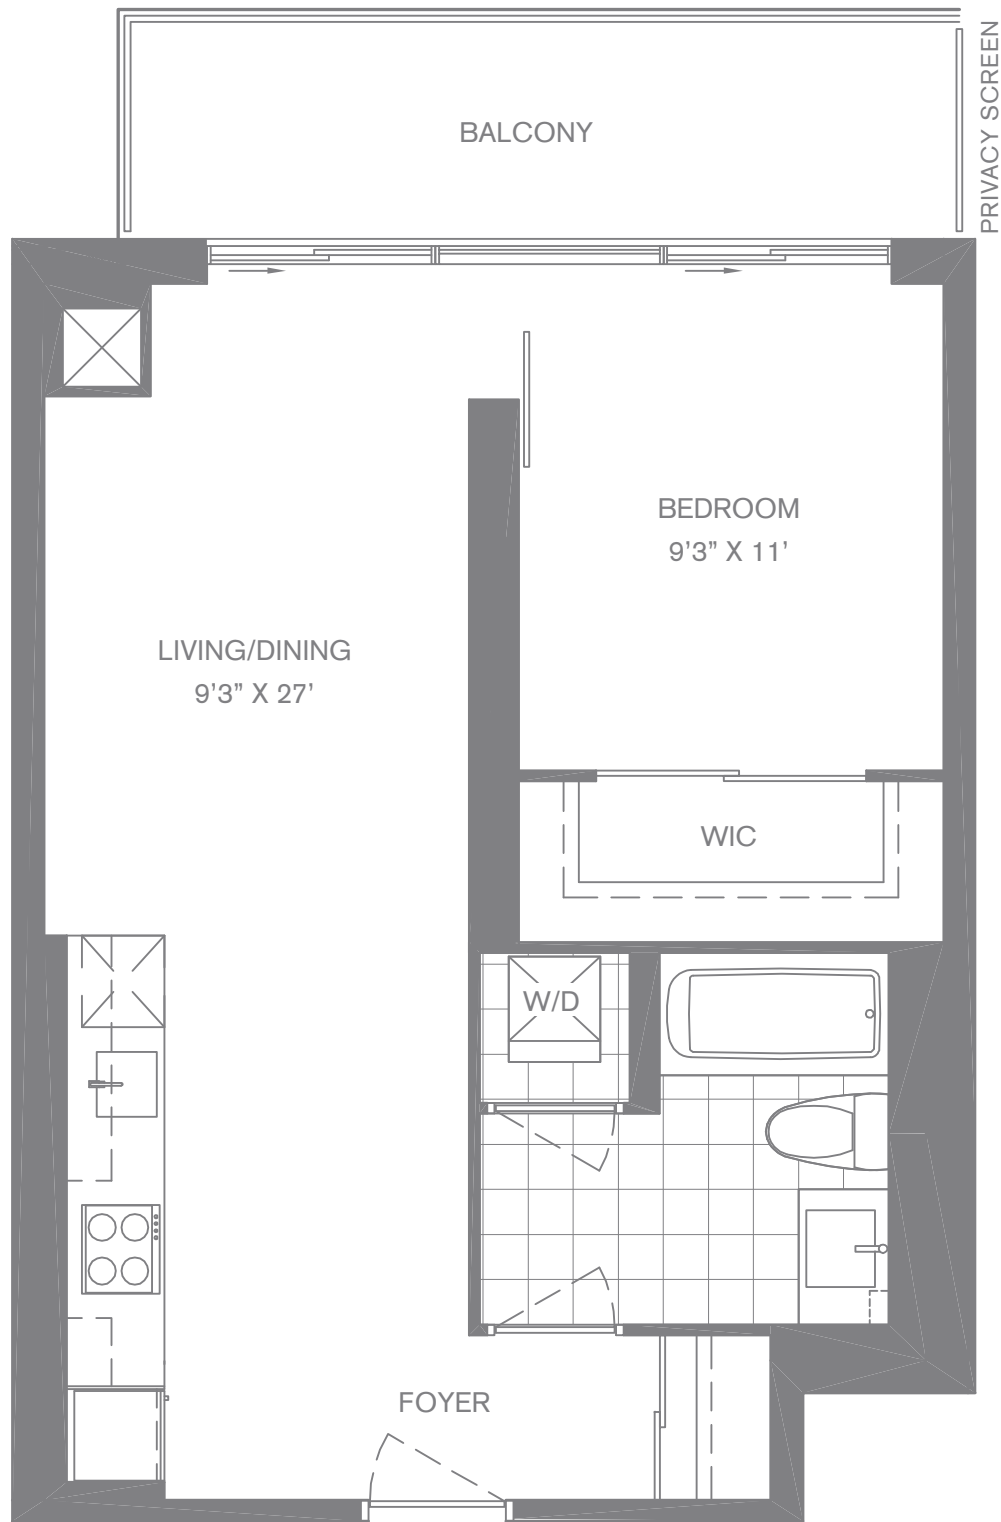 BALCONY
PRIVACY SCREEN
BEDROOM
9’3” X 11’
LIVING/DINING
9’3” X 27’
WIC
W/D
FOYER